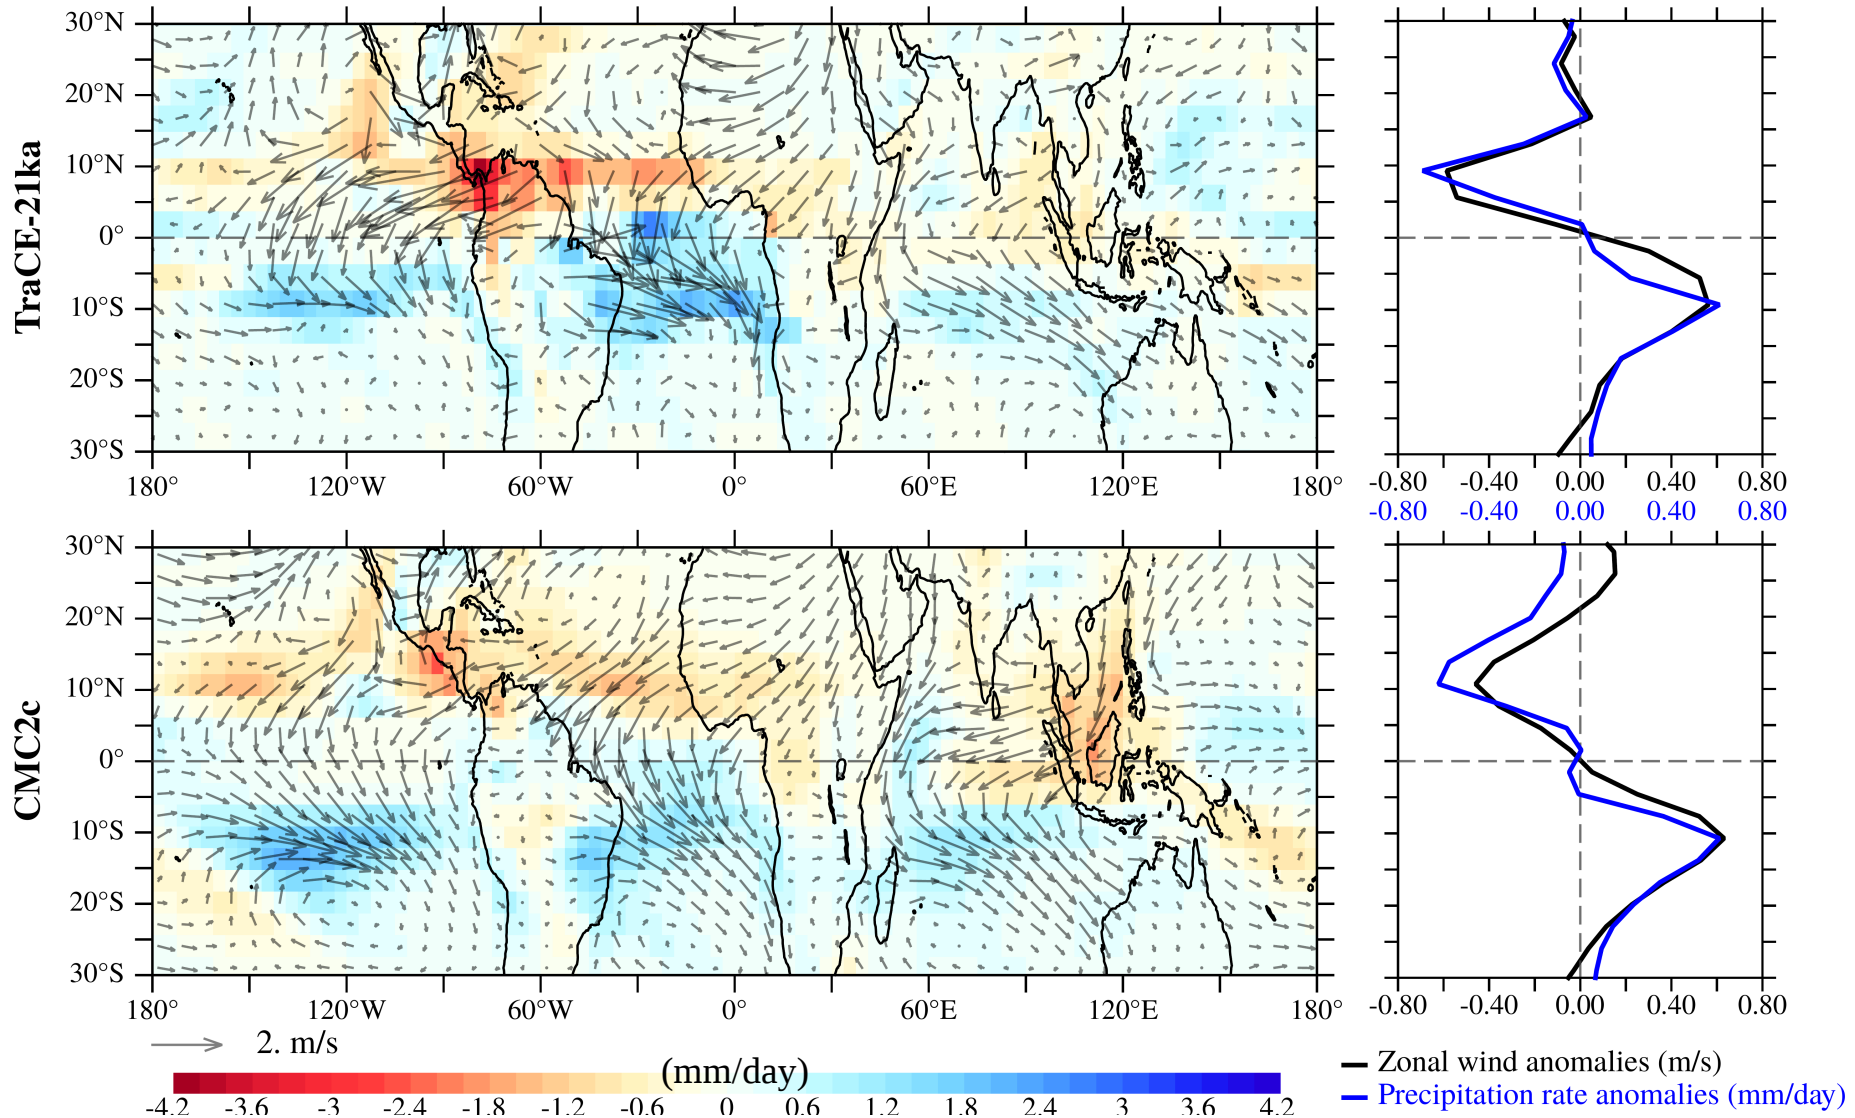 TraCE-21ka
30°N
20°N
10°N
0°
10°S
20°S
30°S
180° 120°W 60°W 0° 60°E 120°E 180°
-0.80 -0.40 0.00 0.40 0.80
-0.80 -0.40 0.00 0.40 0.80
CMC2c
30°N
20°N
10°N
0°
10°S
20°S
30°S
180° 120°W 60°W 0° 60°E 120°E 180°
-0.80 -0.40 0.00 0.40 0.80
2. m/s
(mm/day)
-4.2 -3.6 -3 -2.4 -1.8 -1.2 -0.6 0 0.6 1.2 1.8 2.4 3 3.6 4.2
Zonal wind anomalies (m/s)
Precipitation rate anomalies (mm/day)